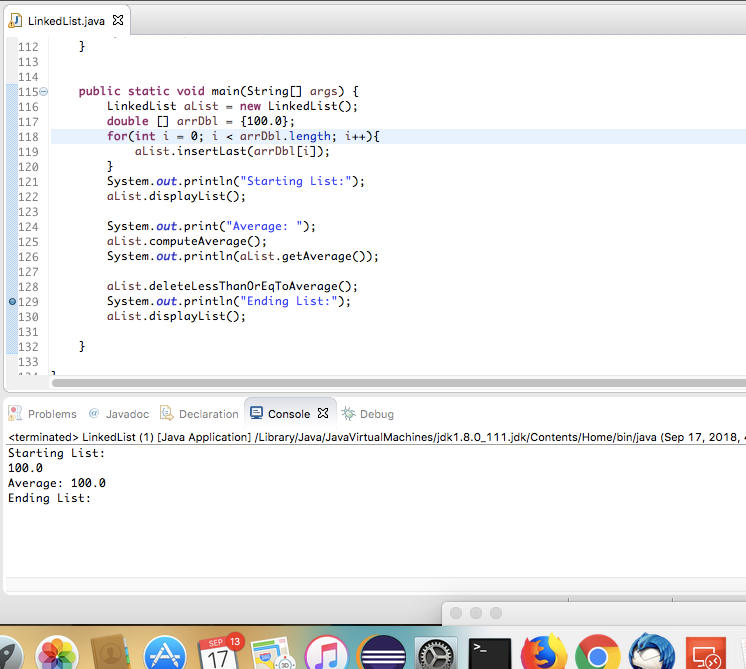 LinkedList.java
112 }
113
114
115 public static void main(String[] args) {
116 LinkedList aList = new LinkedList();
117 double [] arrDbl = {100.0};
118 for(int i = 0; i < arrDbl.length; i++){
119 aList.insertLast(arrDbl[i]);
120 }
121 System.out.println("Starting List:");
122 aList.displayList();
123
124 System.out.print("Average: ");
125 aList.computeAverage();
126 System.out.println(aList.getAverage());
127
128 aList.deleteLessThanOrEqToAverage();
129 System.out.println("Ending List:");
130 aList.displayList();
131
132 }
133
Problems @ Javadoc Declaration Console Debug
<terminated> LinkedList (1) [Java Application] /Library/Java/JavaVirtualMachines/jdk1.8.0_111.jdk/Contents/Home/bin/java (Sep 17, 2018,
Starting List:
100.0
Average: 100.0
Ending List:
SEP 13
17
3D
>_